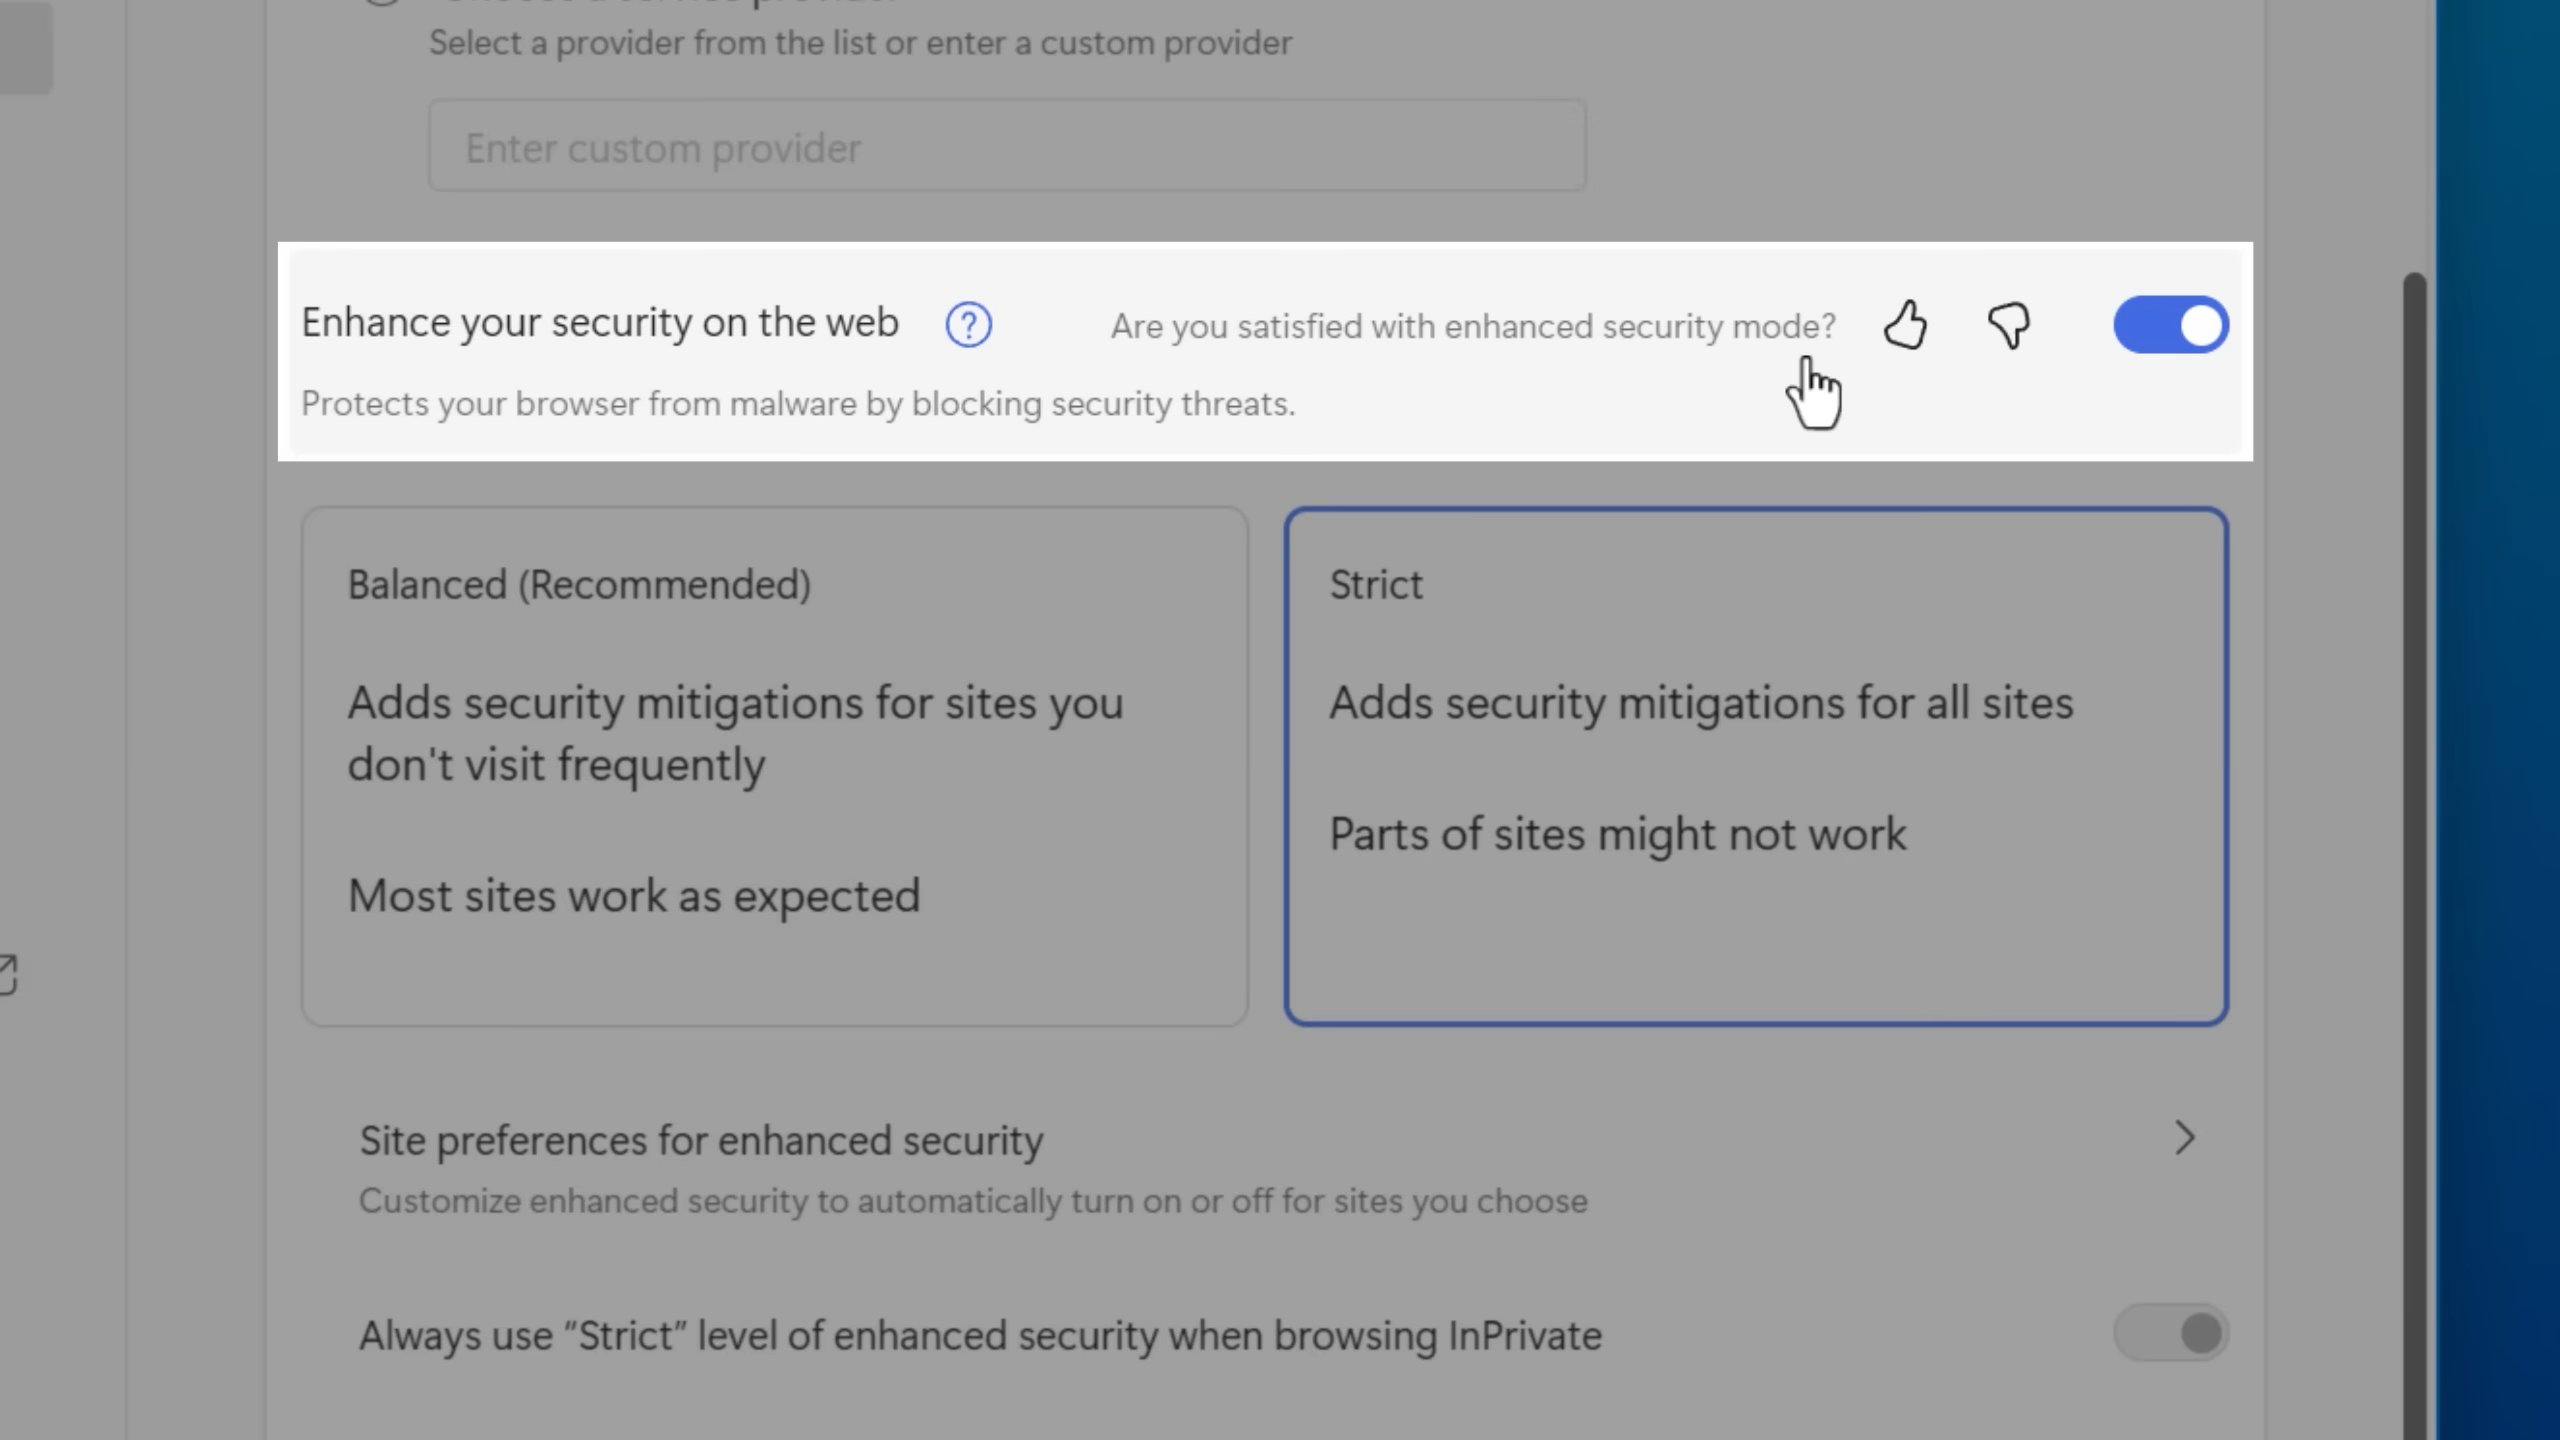 Choose a service provider
Select a provider from the list or enter a custom provider
Enter custom provider
Enhance your security on the web
Are you satisfied with enhanced security mode?
Protects your browser from malware by blocking security threats.
Balanced (Recommended)
Adds security mitigations for sites you
don't visit frequently
Most sites work as expected
Strict
Adds security mitigations for all sites
Parts of sites might not work
Site preferences for enhanced security
Customize enhanced security to automatically turn on or off for sites you choose
Always use “Strict” level of enhanced security when browsing InPrivate